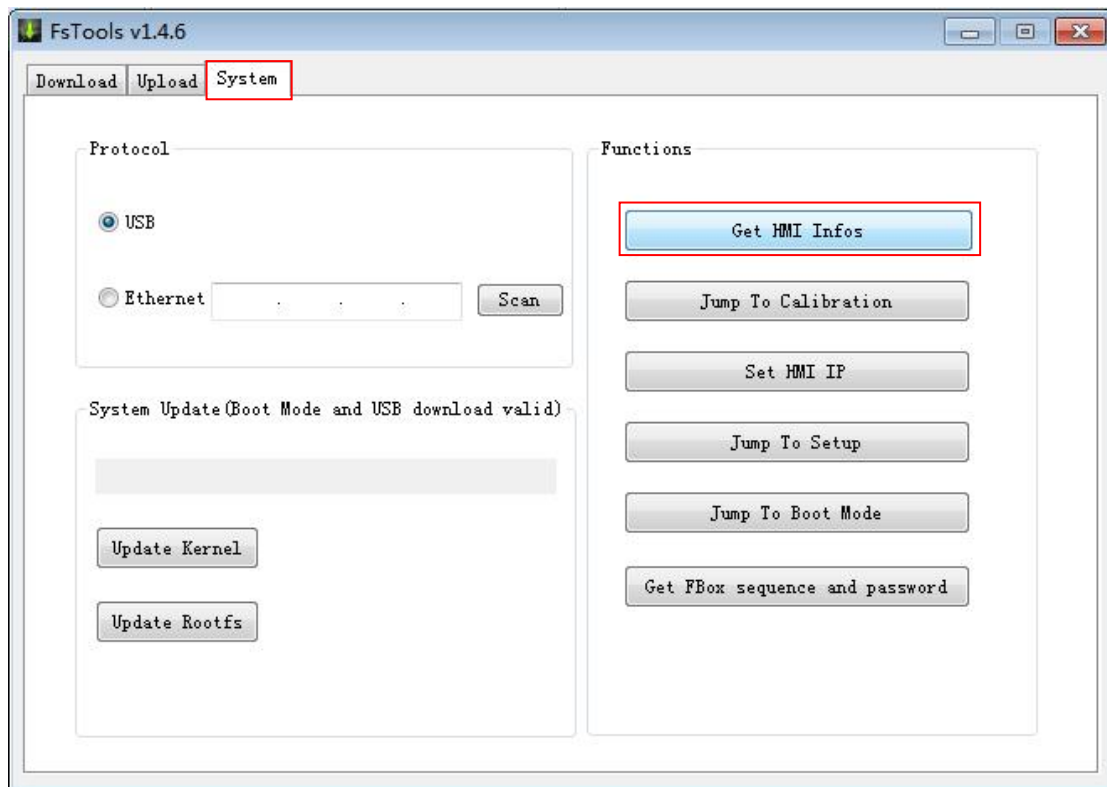 FsTools v1.4.6
Download Upload System
Protocol
USB
Ethernet . . . Scan
System Update(Boot Mode and USB download valid)
Update Kernel
Update Rootfs
Functions
Get HMI Infos
Jump To Calibration
Set HMI IP
Jump To Setup
Jump To Boot Mode
Get FBox sequence and password